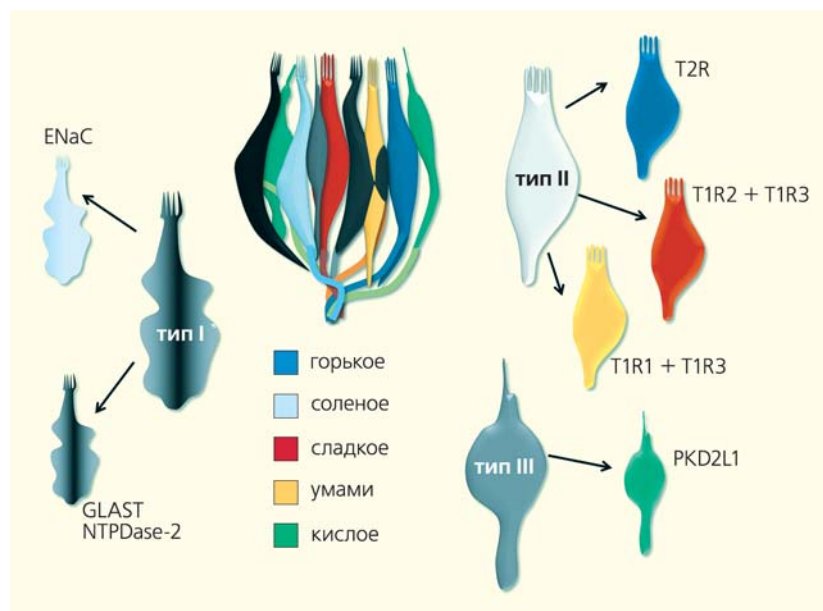 ENaC
тип I
GLAST
NTPDase-2
горькое
соленое
сладкое
умами
кислое
тип II
T2R
T1R2 + T1R3
T1R1 + T1R3
тип III
PKD2L1